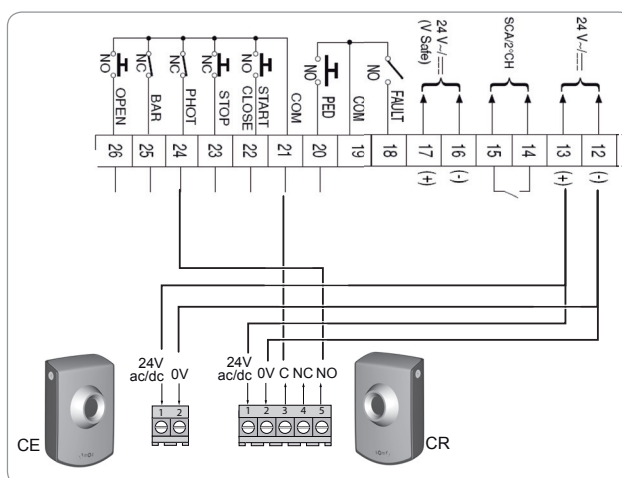 24 V ~/⎓
(V Safe)
SCA/2°CH
24 V ~/⎓
NO
OPEN
NC
BAR
NC
PHOT
NC
STOP
NO
START
CLOSE
COM
NO
PED
COM
NO
FAULT
26 25 24 23 22 21 20 19 18 17 16 15 14 13 12
(+) (-) (+) (-)
24V
ac/dc 0V
24V
ac/dc 0V C NC NO
1 2
1 2 3 4 5
CE
CR